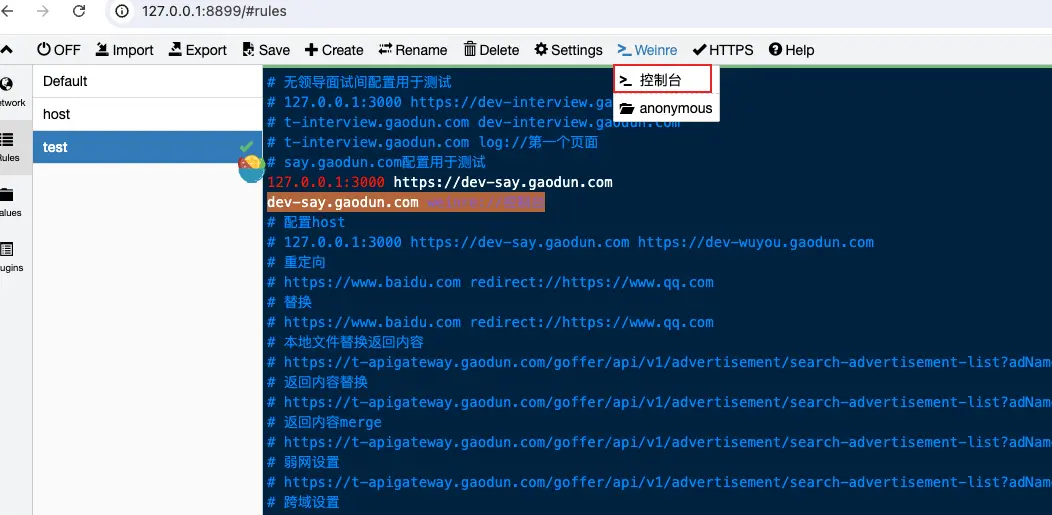 127.0.0.1:8899/#rules
OFF Import Export Save Create Rename Delete Settings Weinre HTTPS Help
控制台
anonymous
etwork
Rules
alues
ugins
Default
host
test
# 无领导面试间配置用于测试
# 127.0.0.1:3000 https://dev-interview.ga
# t-interview.gaodun.com dev-interview.gaodun.com
# t-interview.gaodun.com log://第一个页面
# say.gaodun.com配置用于测试
127.0.0.1:3000 https://dev-say.gaodun.com
dev-say.gaodun.com weinre://控制台
# 配置host
# 127.0.0.1:3000 https://dev-say.gaodun.com https://dev-wuyou.gaodun.com
# 重定向
# https://www.baidu.com redirect://https://www.qq.com
# 替换
# https://www.baidu.com redirect://https://www.qq.com
# 本地文件替换返回内容
# https://t-apigateway.gaodun.com/goffer/api/v1/advertisement/search-advertisement-list?adNam
# 返回内容替换
# https://t-apigateway.gaodun.com/goffer/api/v1/advertisement/search-advertisement-list?adNam
# 返回内容merge
# https://t-apigateway.gaodun.com/goffer/api/v1/advertisement/search-advertisement-list?adNam
# 弱网设置
# https://t-apigateway.gaodun.com/goffer/api/v1/advertisement/search-advertisement-list?adNam
# 跨域设置